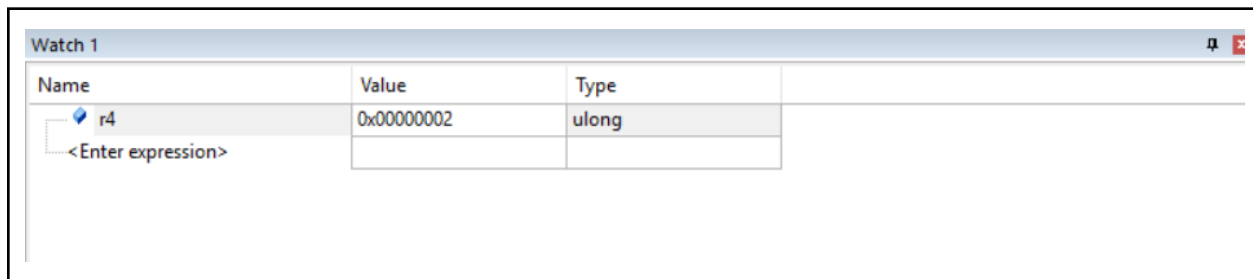 Watch 1
Name Value Type
r4 0x00000002 ulong
<Enter expression>